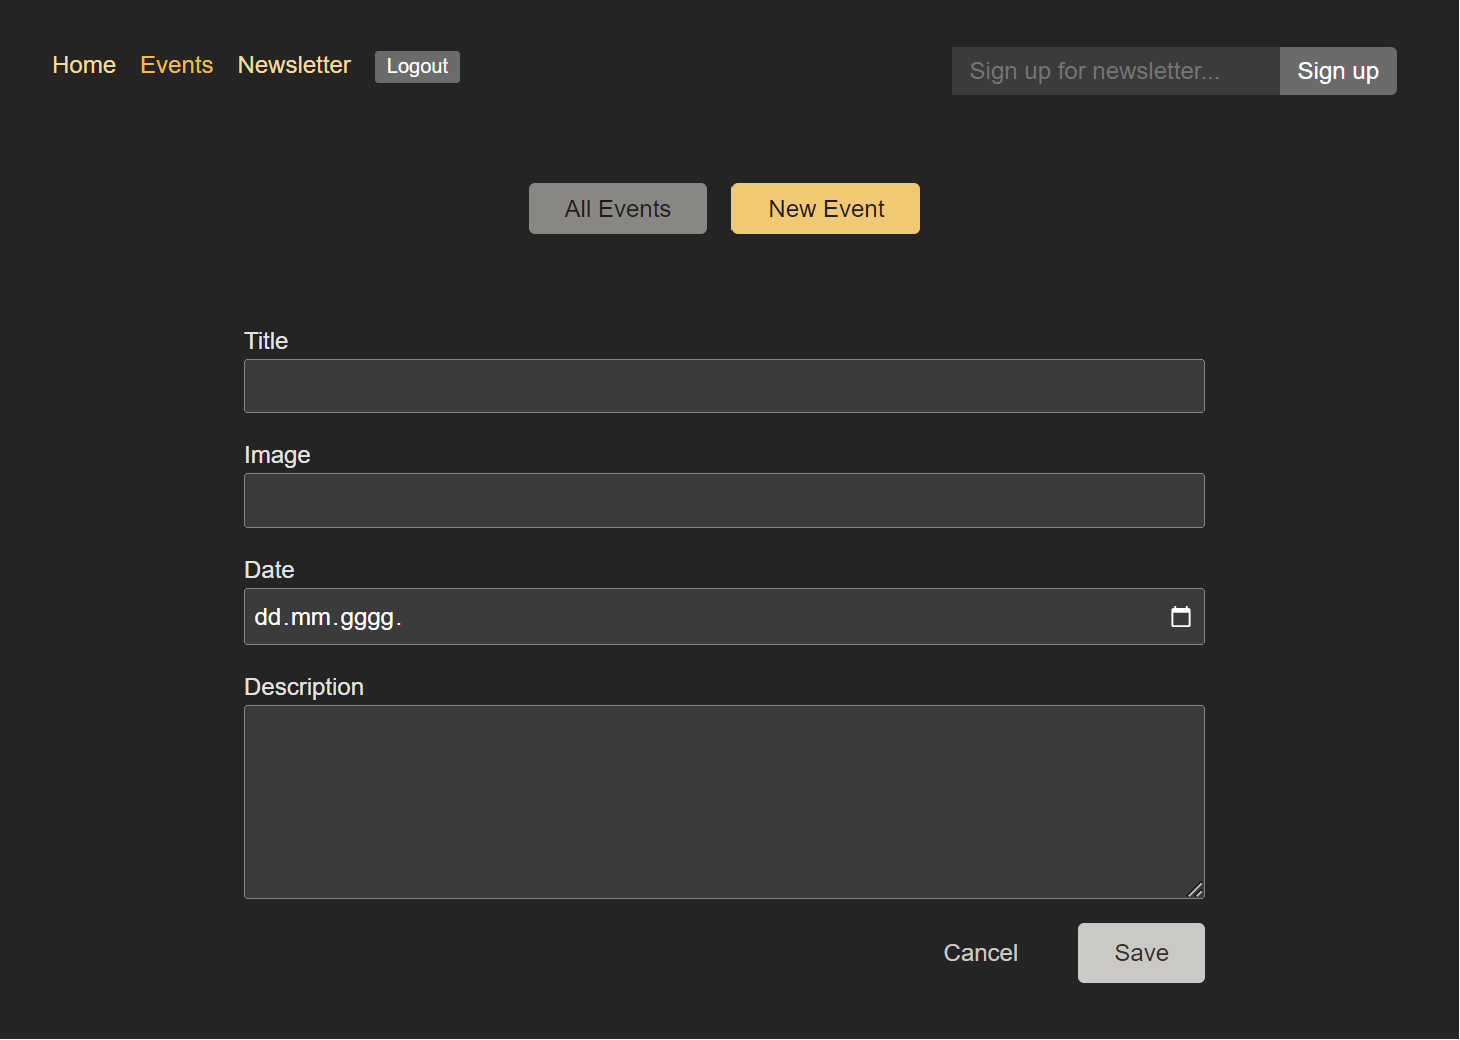 Home Events Newsletter Logout Sign up for newsletter... Sign up
All Events New Event
Title
Image
Date
dd.mm.gggg.
Description
Cancel Save